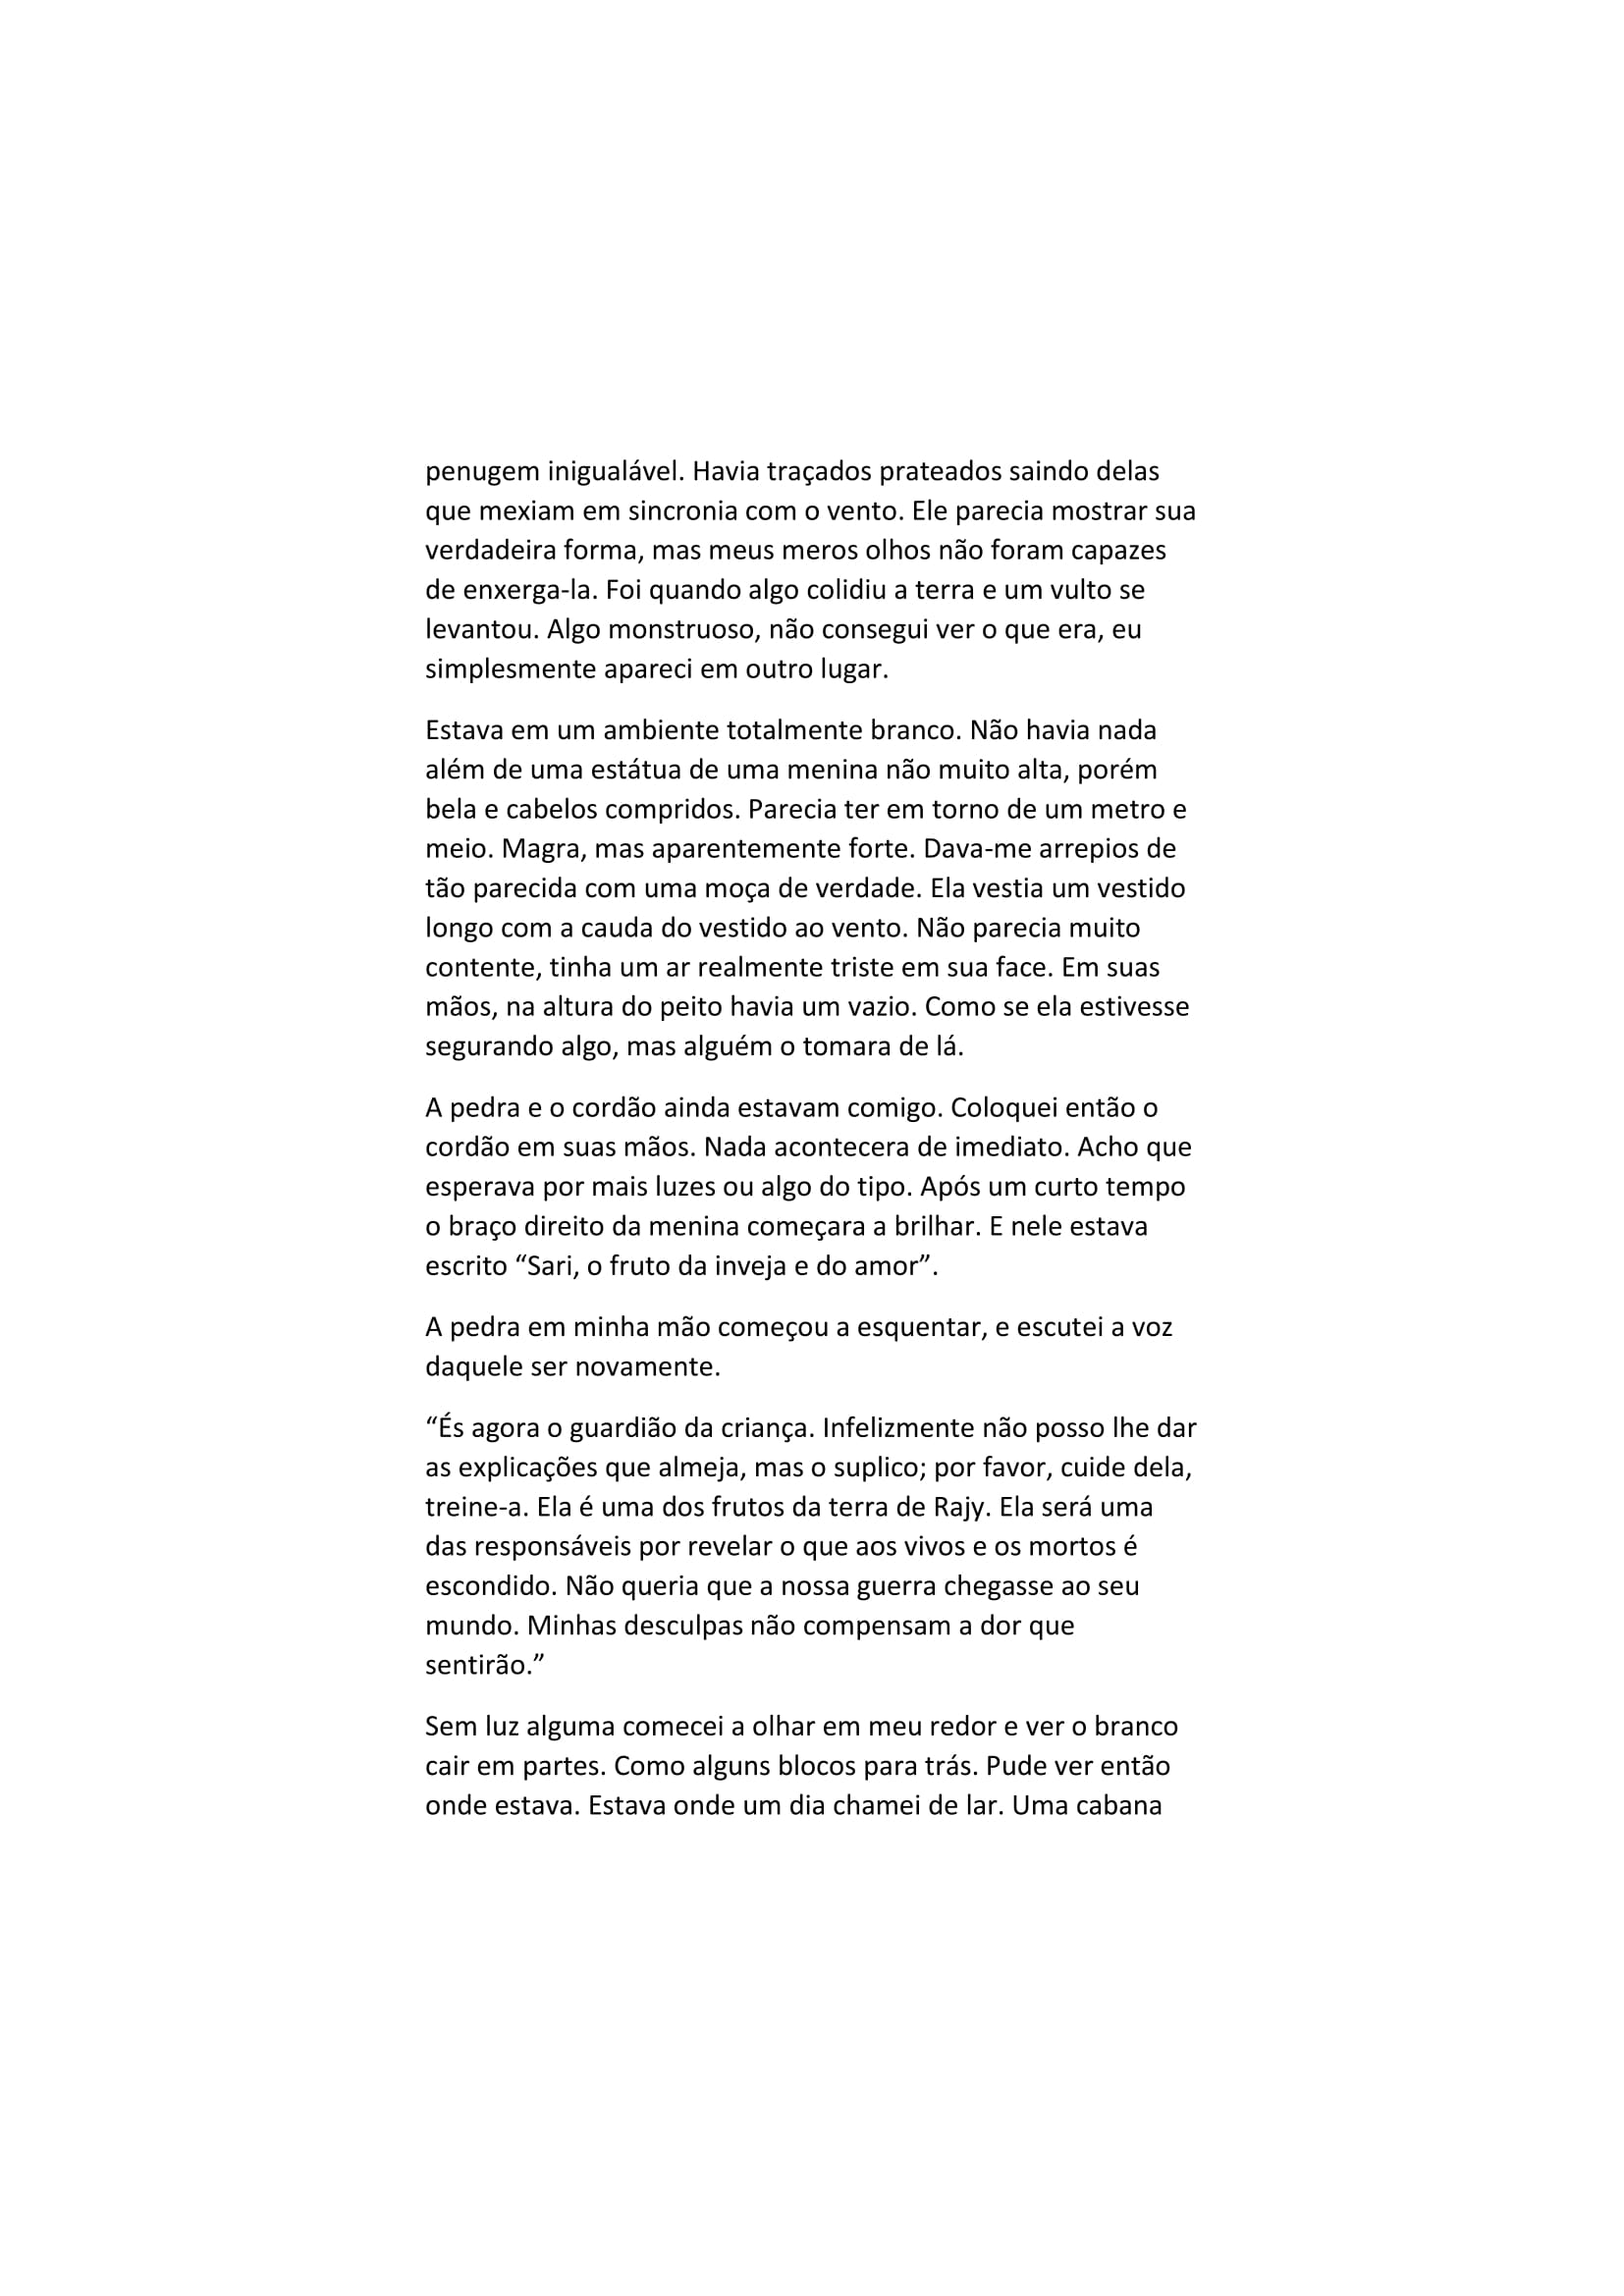 penugem inigualável. Havia traçados prateados saindo delas
que mexiam em sincronia com o vento. Ele parecia mostrar sua
verdadeira forma, mas meus meros olhos não foram capazes
de enxerga-la. Foi quando algo colidiu a terra e um vulto se
levantou. Algo monstruoso, não consegui ver o que era, eu
simplesmente apareci em outro lugar.
Estava em um ambiente totalmente branco. Não havia nada
além de uma estátua de uma menina não muito alta, porém
bela e cabelos compridos. Parecia ter em torno de um metro e
meio. Magra, mas aparentemente forte. Dava-me arrepios de
tão parecida com uma moça de verdade. Ela vestia um vestido
longo com a cauda do vestido ao vento. Não parecia muito
contente, tinha um ar realmente triste em sua face. Em suas
mãos, na altura do peito havia um vazio. Como se ela estivesse
segurando algo, mas alguém o tomara de lá.
A pedra e o cordão ainda estavam comigo. Coloquei então o
cordão em suas mãos. Nada acontecera de imediato. Acho que
esperava por mais luzes ou algo do tipo. Após um curto tempo
o braço direito da menina começara a brilhar. E nele estava
escrito “Sari, o fruto da inveja e do amor”.
A pedra em minha mão começou a esquentar, e escutei a voz
daquele ser novamente.
“És agora o guardião da criança. Infelizmente não posso lhe dar
as explicações que almeja, mas o suplico; por favor, cuide dela,
treine-a. Ela é uma dos frutos da terra de Rajy. Ela será uma
das responsáveis por revelar o que aos vivos e os mortos é
escondido. Não queria que a nossa guerra chegasse ao seu
mundo. Minhas desculpas não compensam a dor que
sentirão.”
Sem luz alguma comecei a olhar em meu redor e ver o branco
cair em partes. Como alguns blocos para trás. Pude ver então
onde estava. Estava onde um dia chamei de lar. Uma cabana